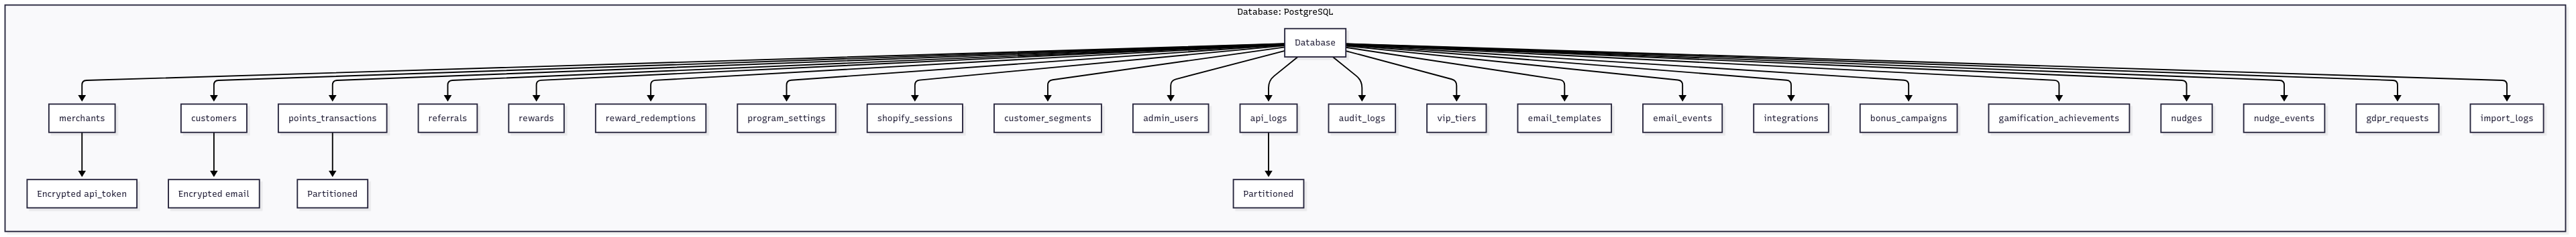 Database: PostgreSQL
Database
merchants
customers
points_transactions
referrals
rewards
reward_redemptions
program_settings
shopify_sessions
customer_segments
admin_users
api_logs
audit_logs
vip_tiers
email_templates
email_events
integrations
bonus_campaigns
gamification_achievements
nudges
nudge_events
gdpr_requests
import_logs
Encrypted api_token
Encrypted email
Partitioned
Partitioned